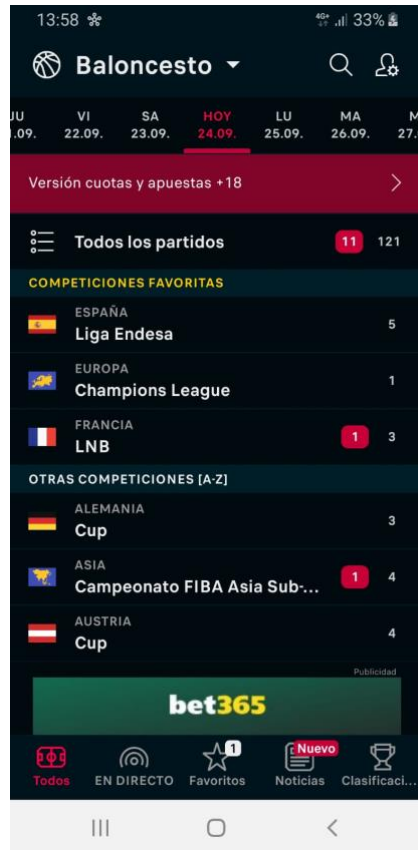 13:58
4G+ 33%
Baloncesto
JU VI SA HOY LU MA M
.09. 22.09. 23.09. 24.09. 25.09. 26.09. 27.
Versión cuotas y apuestas +18
Todos los partidos 11 121
COMPETICIONES FAVORITAS
ESPAÑA
Liga Endesa 5
EUROPA
Champions League 1
FRANCIA
LNB 1 3
OTRAS COMPETICIONES [A-Z]
ALEMANIA
Cup 3
ASIA
Campeonato FIBA Asia Sub-... 1 4
AUSTRIA
Cup 4
Publicidad
bet365
1 Nuevo
Todos EN DIRECTO Favoritos Noticias Clasificaci...